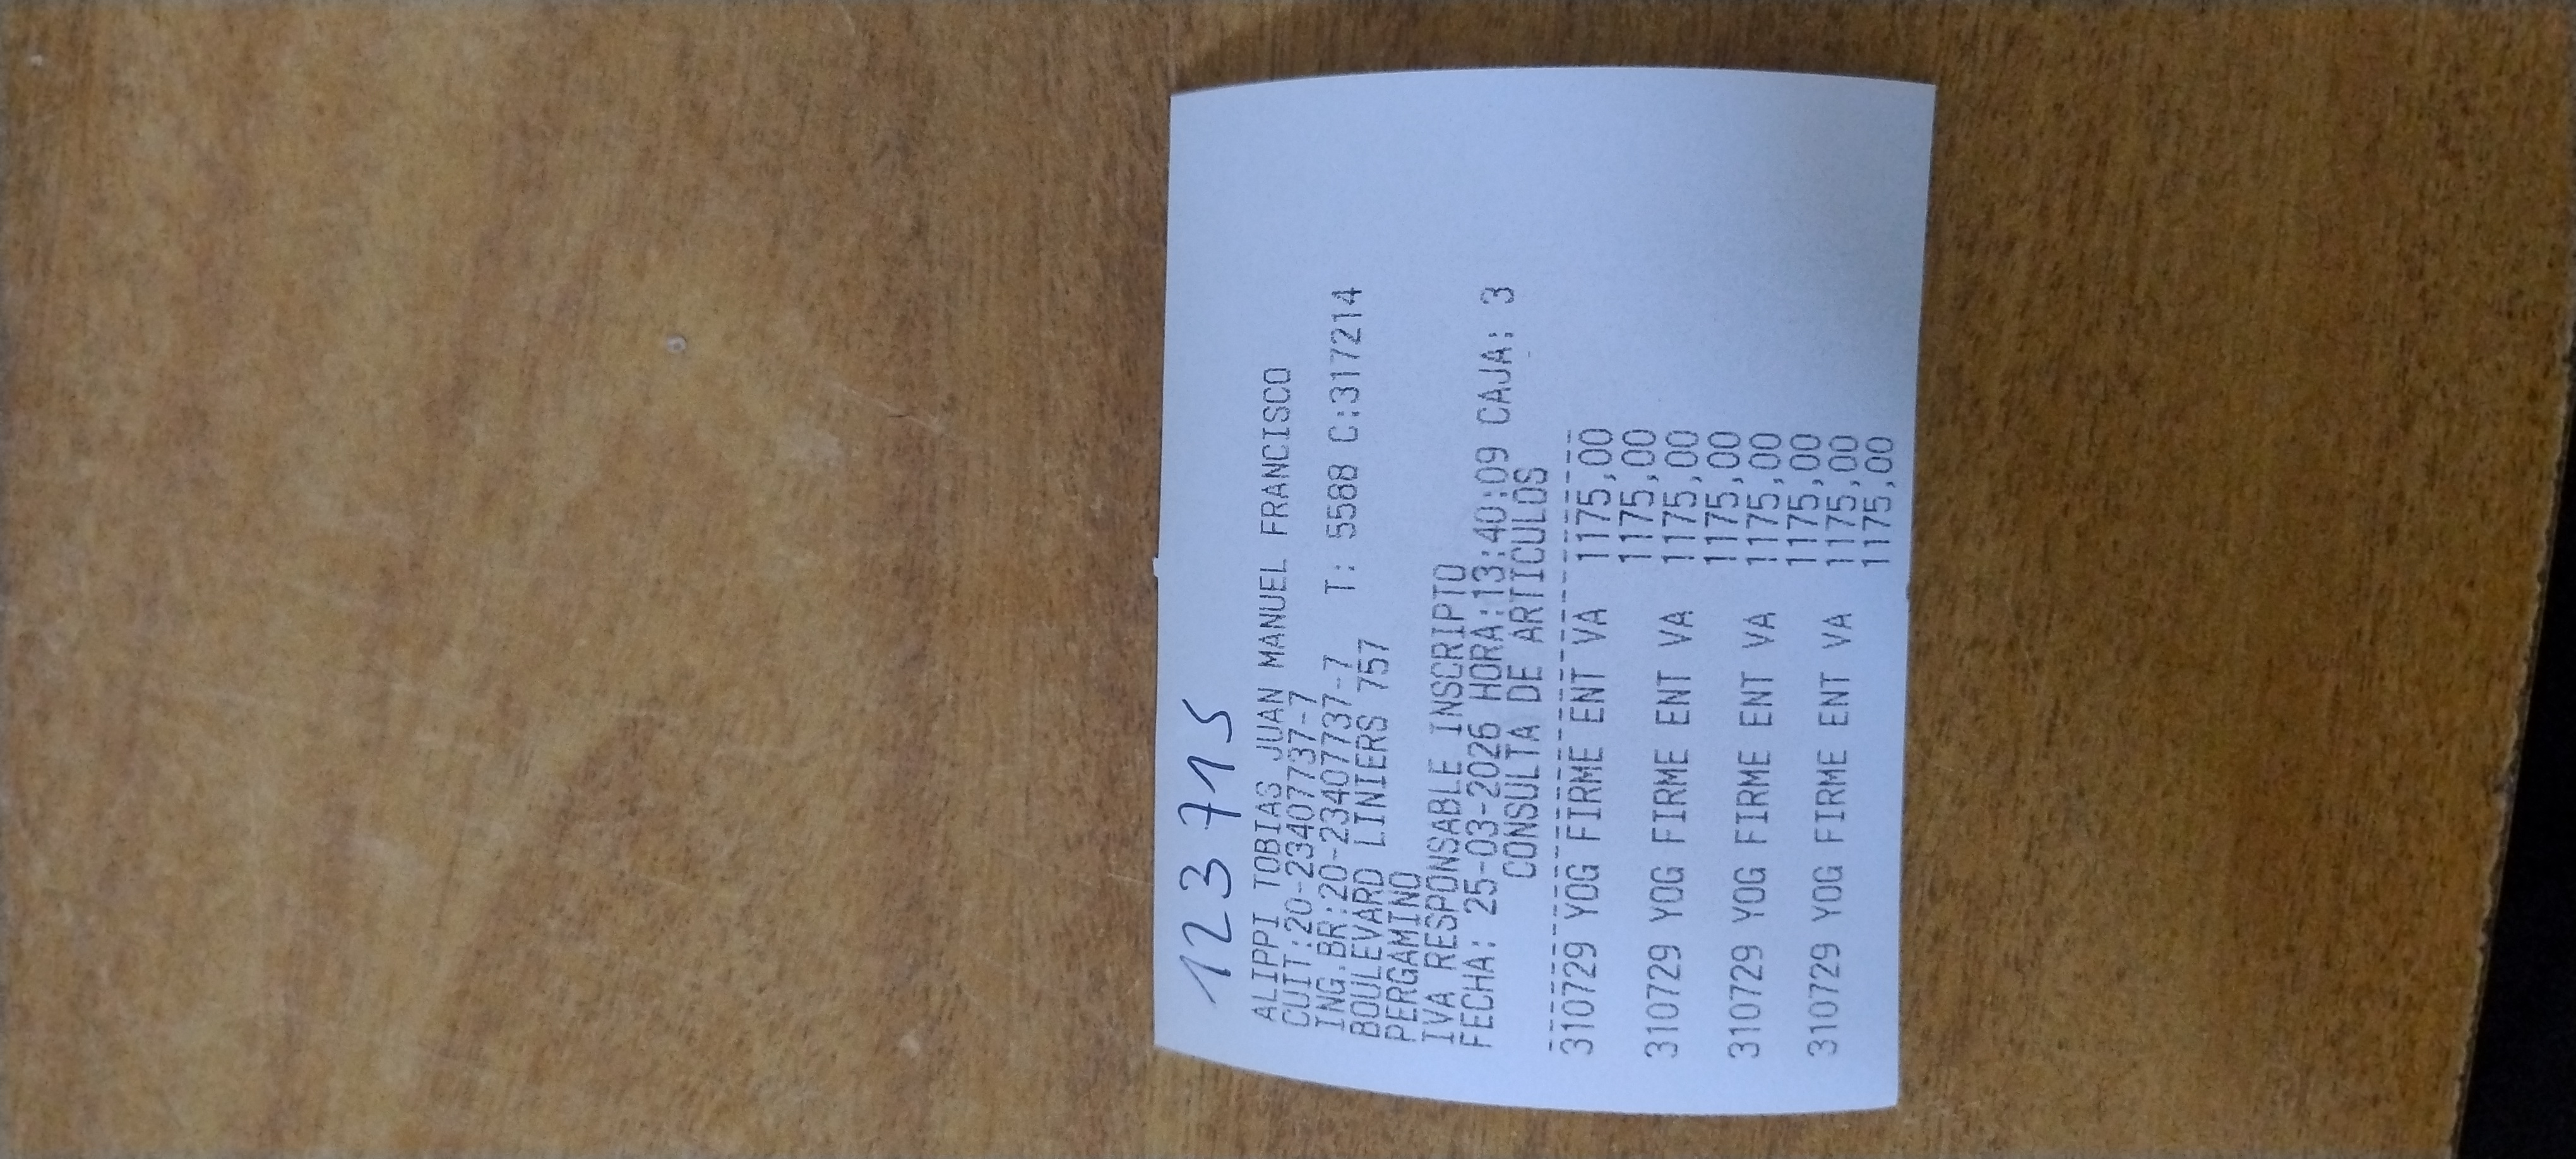 123715
ALIPPI TOBIAS JUAN MANUEL FRANCISCO
CUIT:20-23407737-7
ING.BR:20-23407737-7
BOULEVARD LINIERS 757 T: 5588 C:317214
PERGAMINO
IVA RESPONSABLE INSCRIPTO
FECHA: 25-03-2026 HORA:13:40:09 CAJA: 3
CONSULTA DE ARTICULOS
310729 YOG FIRME ENT VA 1175,00
1175,00
310729 YOG FIRME ENT VA 1175,00
1175,00
310729 YOG FIRME ENT VA 1175,00
1175,00
310729 YOG FIRME ENT VA 1175,00
1175,00